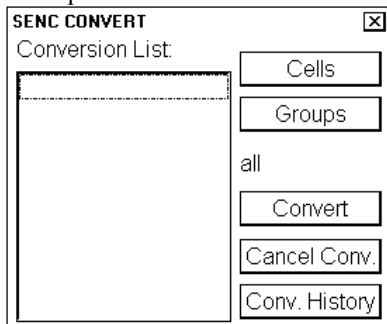 SENC CONVERT
Conversion List:
Cells
Groups
all
Convert
Cancel Conv.
Conv. History